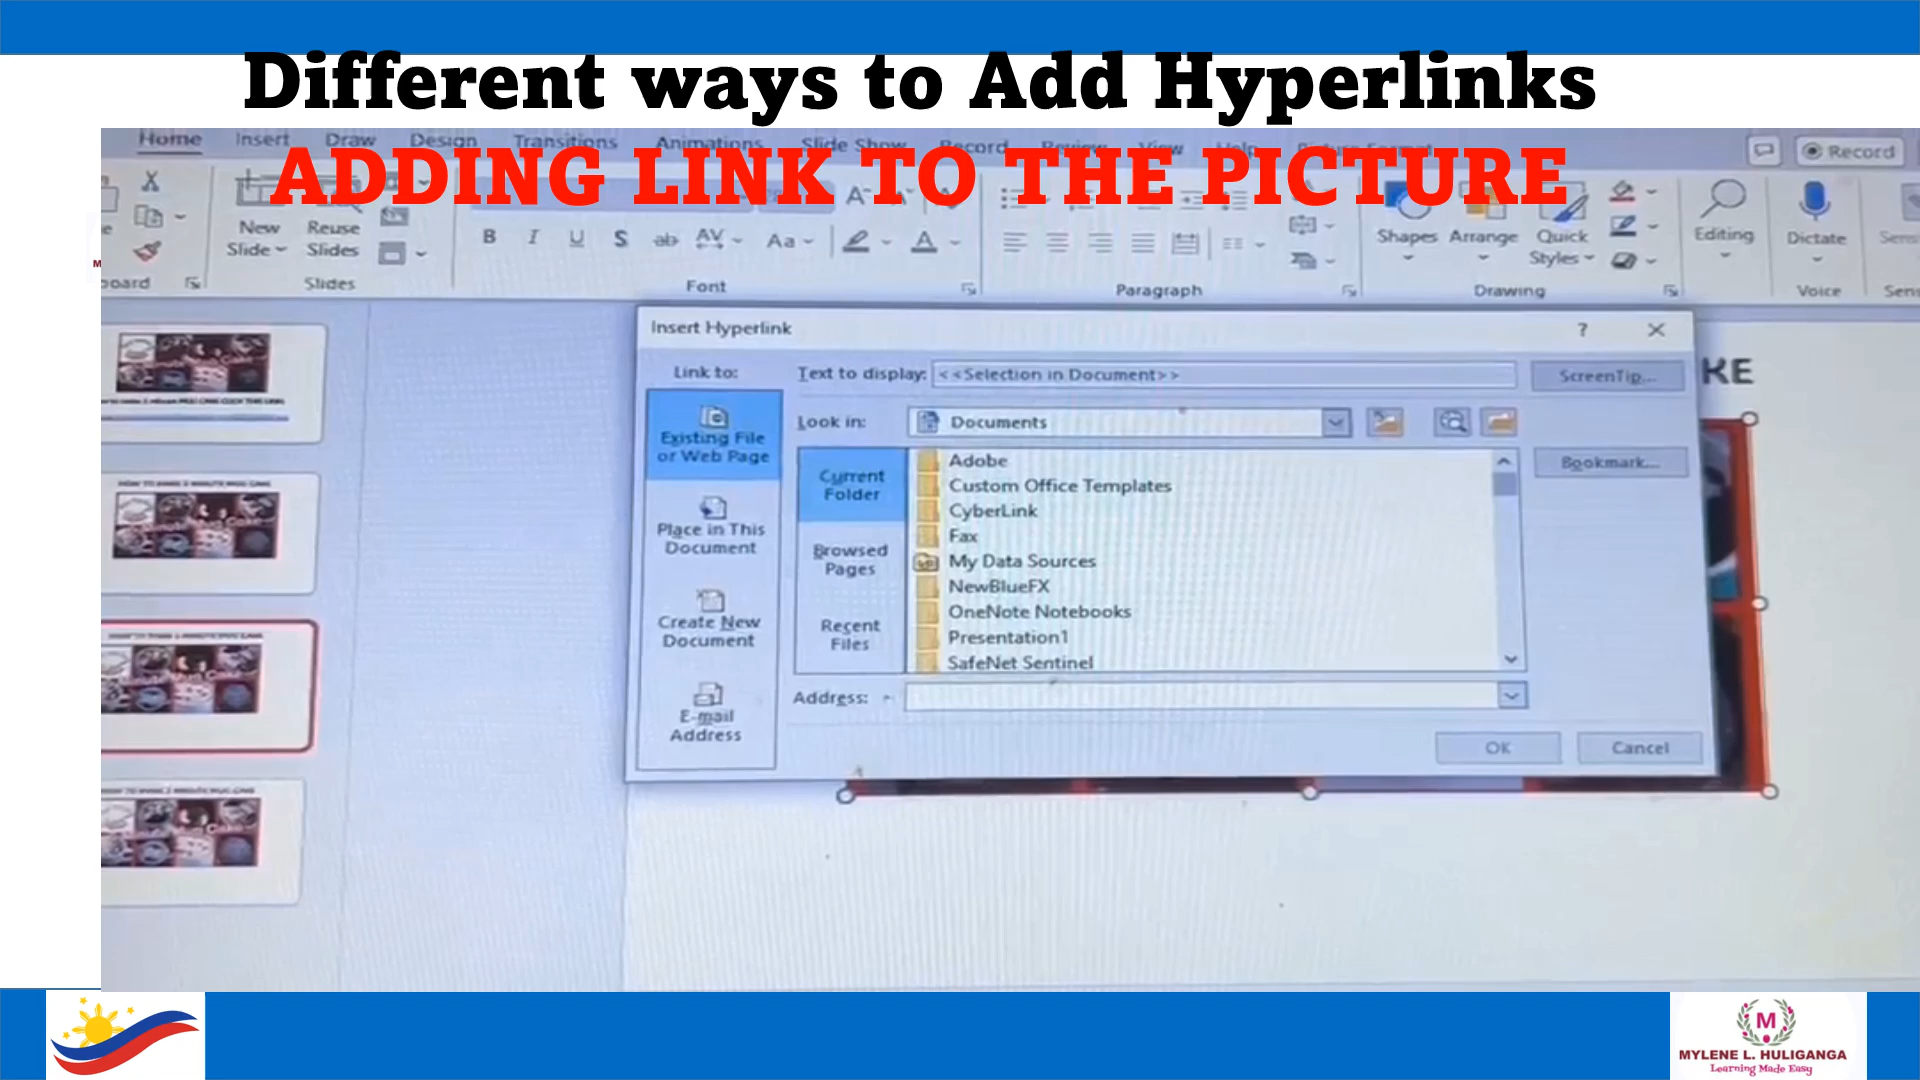 Different ways to Add Hyperlinks
Home Insert Draw Design Transitions Animations Slide Show Record Review View Help
Record
ADDING LINK TO THE PICTURE
New Slide
Reuse Slides
Shapes
Arrange
Quick Styles
Editing
Dictate
Slides
Font
Paragraph
Drawing
Voice
Insert Hyperlink
Link to:
Text to display: <<Selection in Document>>
ScreenTip...
KE
Existing File
or Web Page
Look in: Documents
Current
Folder
Adobe
Bookmark...
Custom Office Templates
CyberLink
Place in This
Document
Fax
Browsed
Pages
My Data Sources
NewBlueFX
Create New
Document
OneNote Notebooks
Recent
Files
Presentation1
SafeNet Sentinel
E-mail
Address
Address:
OK
Cancel
M
MYLENE L. HULIGANGA
Learning Made Easy